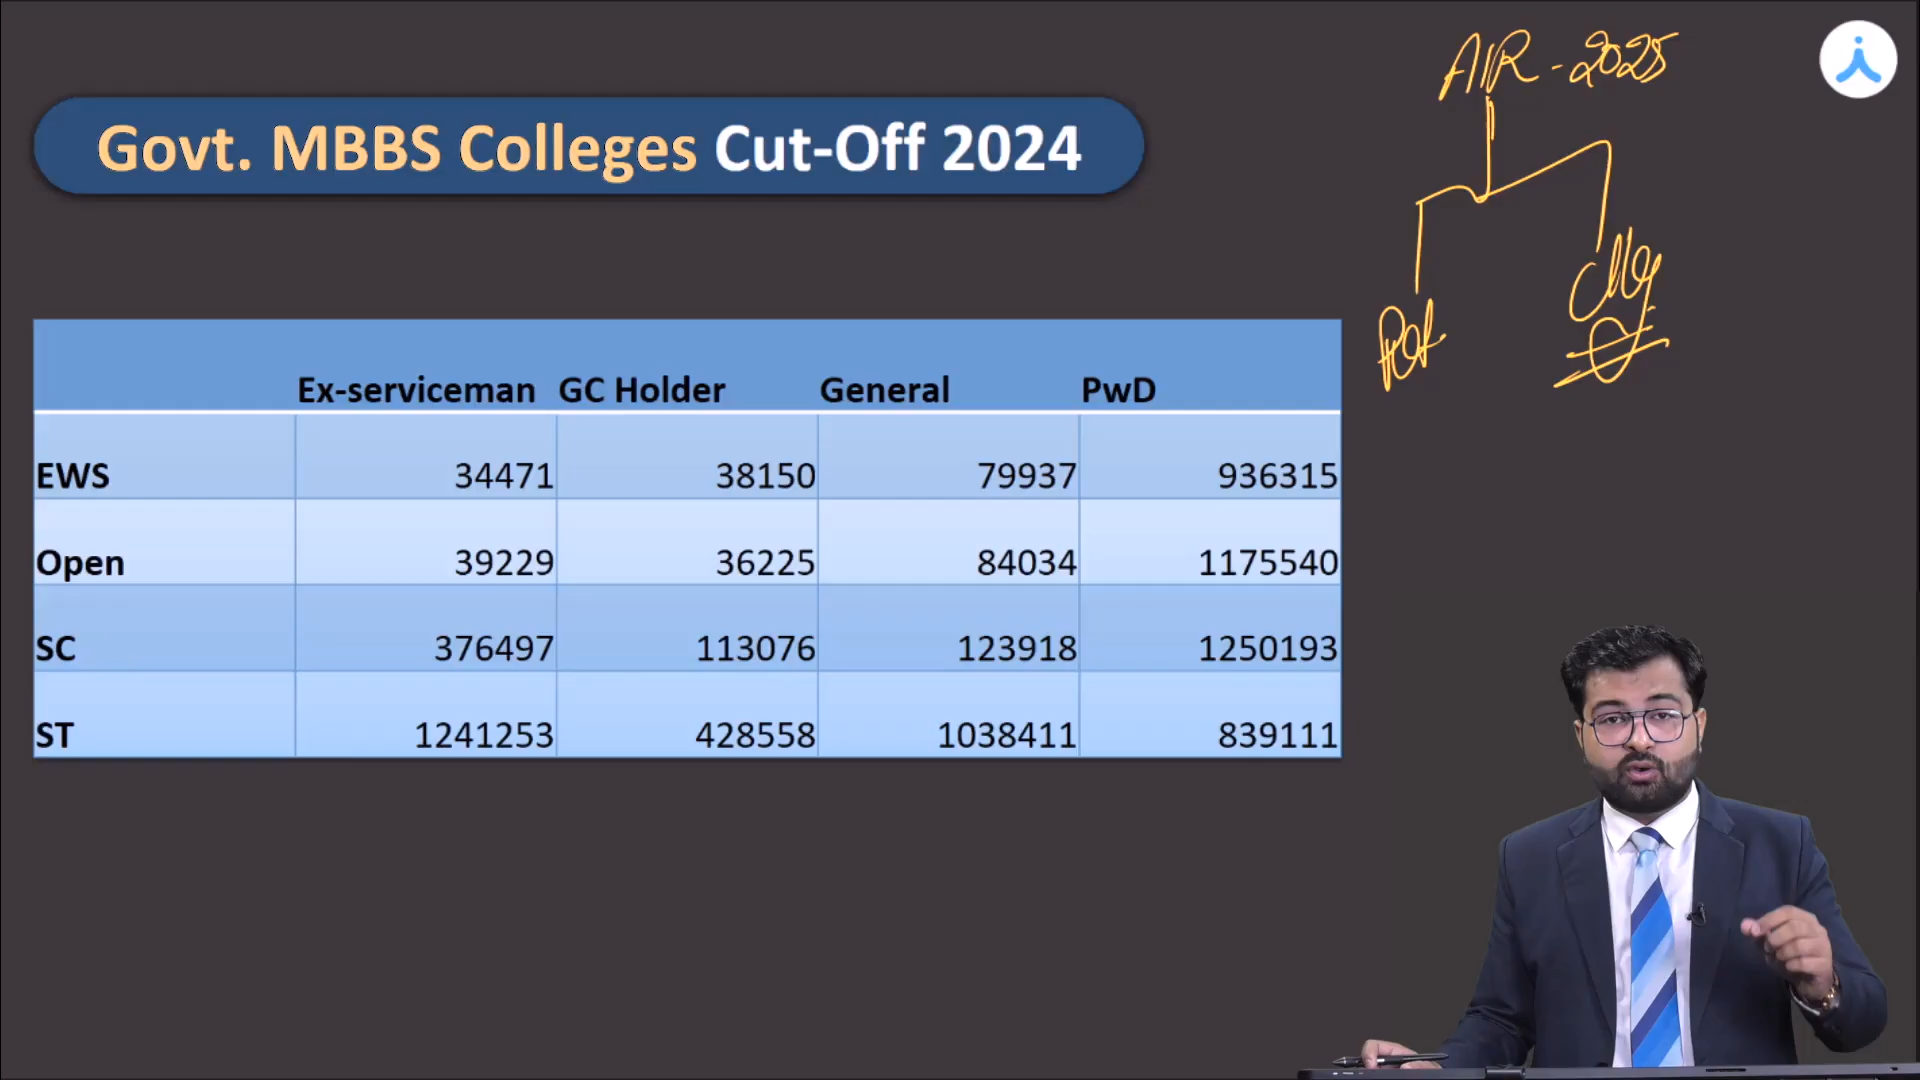 AIR - 2025
Govt. MBBS Colleges Cut-Off 2024
Ex-serviceman GC Holder General PwD
EWS 34471 38150 79937 936315
Open 39229 36225 84034 1175540
SC 376497 113076 123918 1250193
ST 1241253 428558 1038411 839111